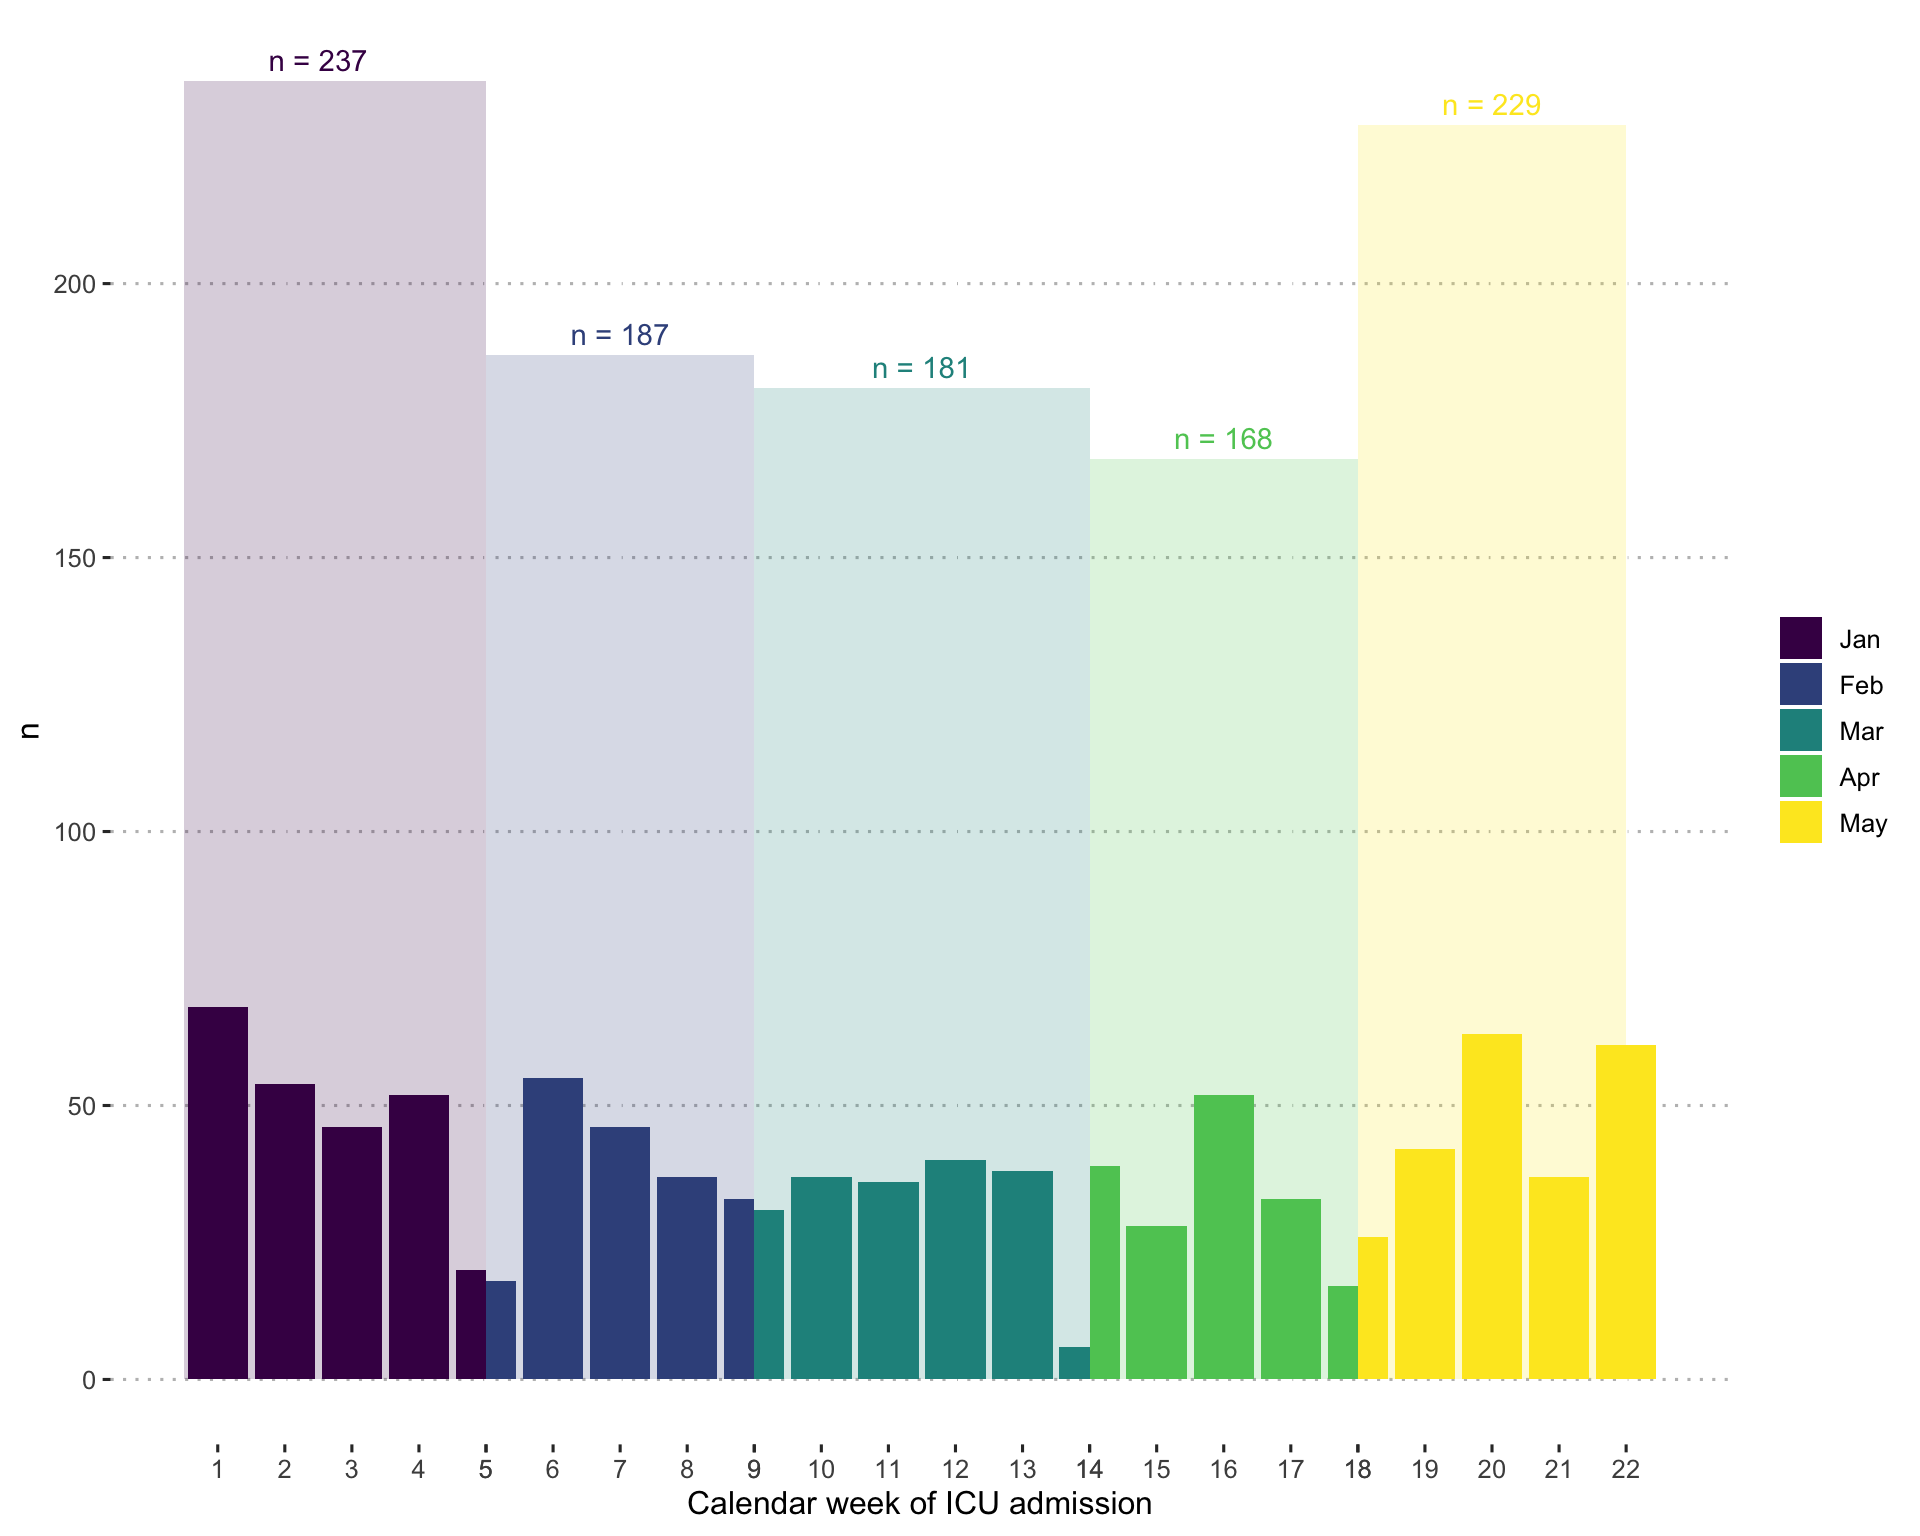 n = 237
n = 229
n = 187
n = 181
n = 168
200
150
100
50
0
n
1 2 3 4 5 6 7 8 9 10 11 12 13 14 15 16 17 18 19 20 21 22
Calendar week of ICU admission
Jan
Feb
Mar
Apr
May